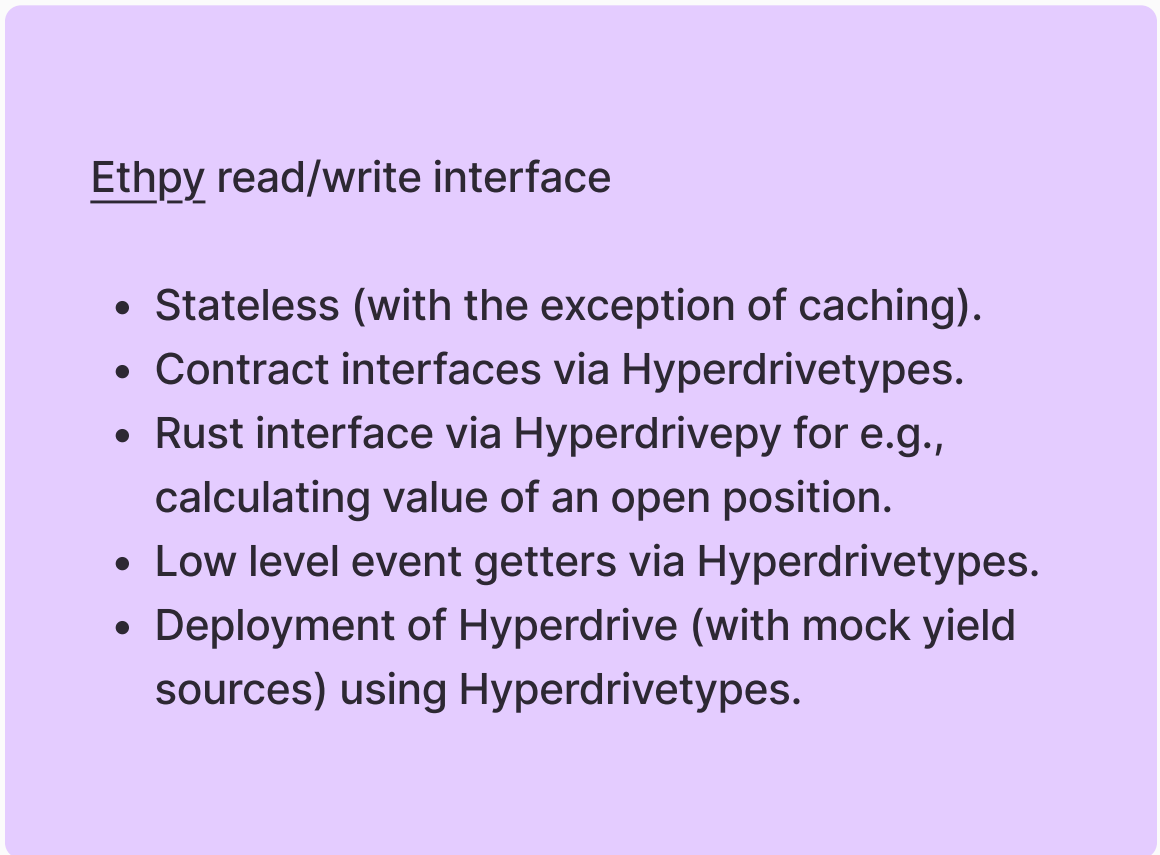 Ethpy read/write interface
• Stateless (with the exception of caching).
• Contract interfaces via Hyperdrivetypes.
• Rust interface via Hyperdrivepy for e.g.,
calculating value of an open position.
• Low level event getters via Hyperdrivetypes.
• Deployment of Hyperdrive (with mock yield
sources) using Hyperdrivetypes.